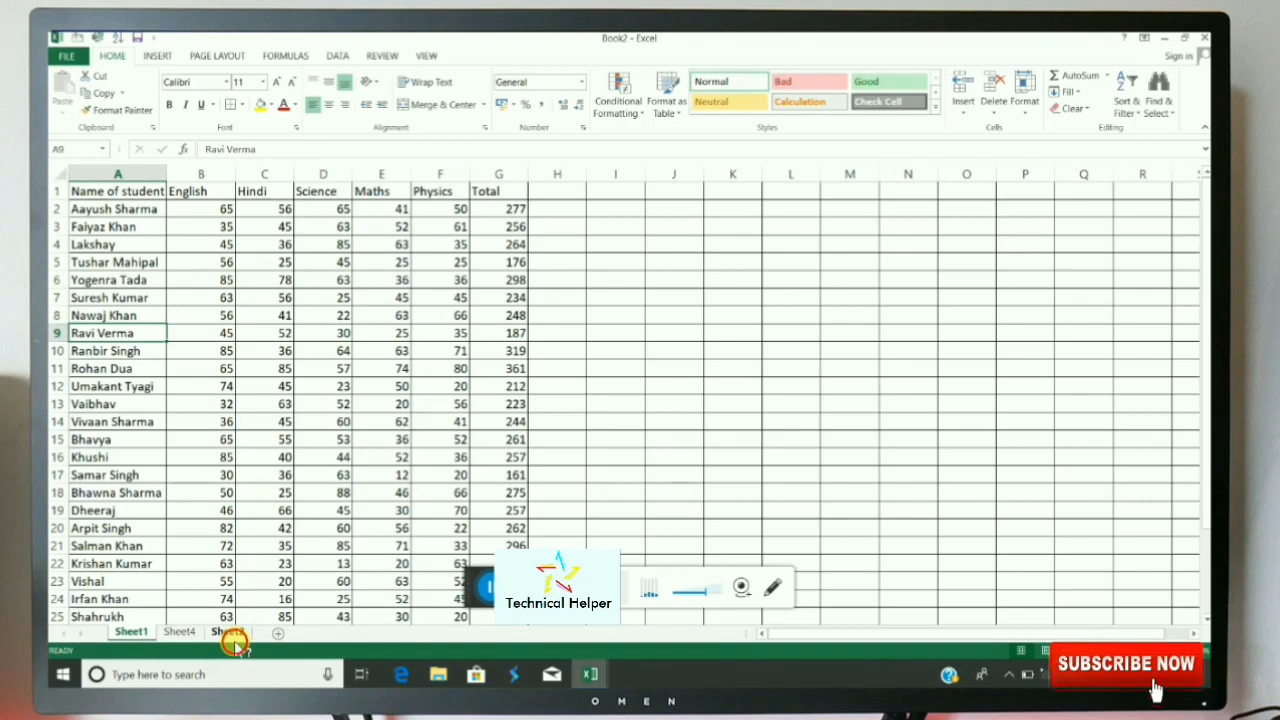 Book2 - Excel
Sign in
FILE HOME INSERT PAGE LAYOUT FORMULAS DATA REVIEW VIEW
Cut
Copy
Format Painter
Paste
Clipboard
Calibri 11
B I U
Font
Wrap Text
Merge & Center
Alignment
General
Number
Conditional Formatting
Format as Table
Normal Bad Good
Neutral Calculation Check Cell
Styles
Insert Delete Format
Cells
AutoSum
Fill
Clear
Sort & Filter
Find & Select
Editing
A9 fx Ravi Verma
A B C D E F G H I J K L M N O P Q R
1 Name of student English Hindi Science Maths Physics Total
2 Aayush Sharma 65 56 65 41 50 277
3 Faiyaz Khan 35 45 63 52 61 256
4 Lakshay 45 36 85 63 35 264
5 Tushar Mahipal 56 25 45 25 25 176
6 Yogenra Tada 85 78 63 36 36 298
7 Suresh Kumar 63 56 25 45 45 234
8 Nawaj Khan 56 41 22 63 66 248
9 Ravi Verma 45 52 30 25 35 187
10 Ranbir Singh 85 36 64 63 71 319
11 Rohan Dua 65 85 57 74 80 361
12 Umakant Tyagi 74 45 23 50 20 212
13 Vaibhav 32 63 52 20 56 223
14 Vivaan Sharma 36 45 60 62 41 244
15 Bhavya 65 55 53 36 52 261
16 Khushi 85 40 44 52 36 257
17 Samar Singh 30 36 63 12 20 161
18 Bhawna Sharma 50 25 88 46 66 275
19 Dheeraj 46 66 45 30 70 257
20 Arpit Singh 82 42 60 56 22 262
21 Salman Khan 72 35 85 71 33 296
22 Krishan Kumar 63 23 13 20 63
23 Vishal 55 20 60 63 52
24 Irfan Khan 74 16 25 52 45
25 Shahrukh 63 85 43 30 20
Technical Helper
Sheet1 Sheet4
READY
SUBSCRIBE NOW
Type here to search
OMEN